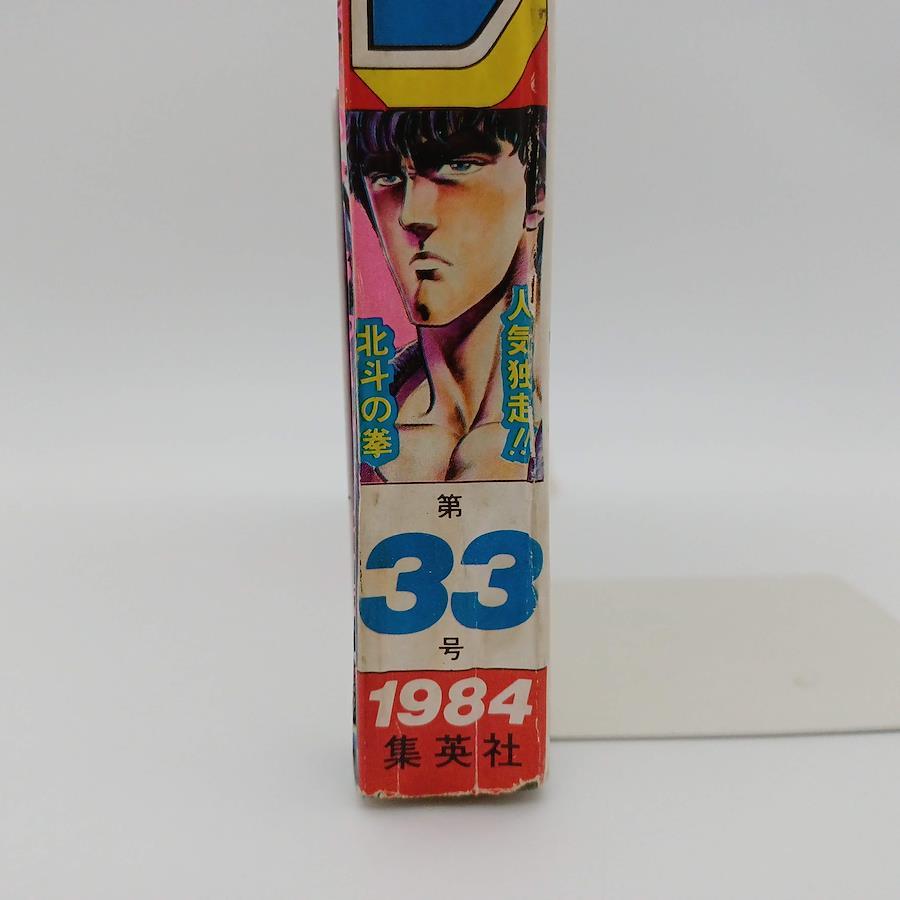 人気独走!!
北斗の拳
第
33
号
1984
集英社